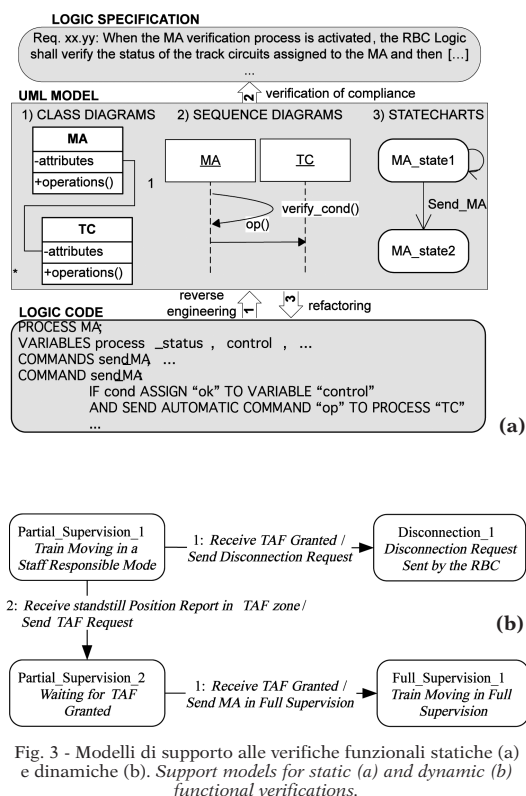 LOGIC SPECIFICATION
Req. xx.yy: When the MA verification process is activated, the RBC Logic
shall verify the status of the track circuits assigned to the MA and then [...]
...
2
verification of compliance
UML MODEL
1) CLASS DIAGRAMS
2) SEQUENCE DIAGRAMS
3) STATECHARTS
MA
-attributes
+operations()
1
TC
-attributes
+operations()
*
MA
TC
verify_cond()
op()
MA_state1
Send_MA
MA_state2
reverse
engineering
1
3
refactoring
LOGIC CODE
PROCESS MA;
VARIABLES process _status , control , ...
COMMANDS send_MA, ...
COMMAND send_MA:
IF cond ASSIGN "ok" TO VARIABLE "control"
AND SEND AUTOMATIC COMMAND "op" TO PROCESS "TC"
...
(a)
Partial_Supervision_1
Train Moving in a
Staff Responsible Mode
1: Receive TAF Granted /
Send Disconnection Request
Disconnection_1
Disconnection Request
Sent by the RBC
2: Receive standstill Position Report in TAF zone /
Send TAF Request
(b)
Partial_Supervision_2
Waiting for TAF
Granted
1: Receive TAF Granted /
Send MA in Full Supervision
Full_Supervision_1
Train Moving in Full
Supervision
Fig. 3 - Modelli di supporto alle verifiche funzionali statiche (a)
e dinamiche (b). Support models for static (a) and dynamic (b)
functional verifications.